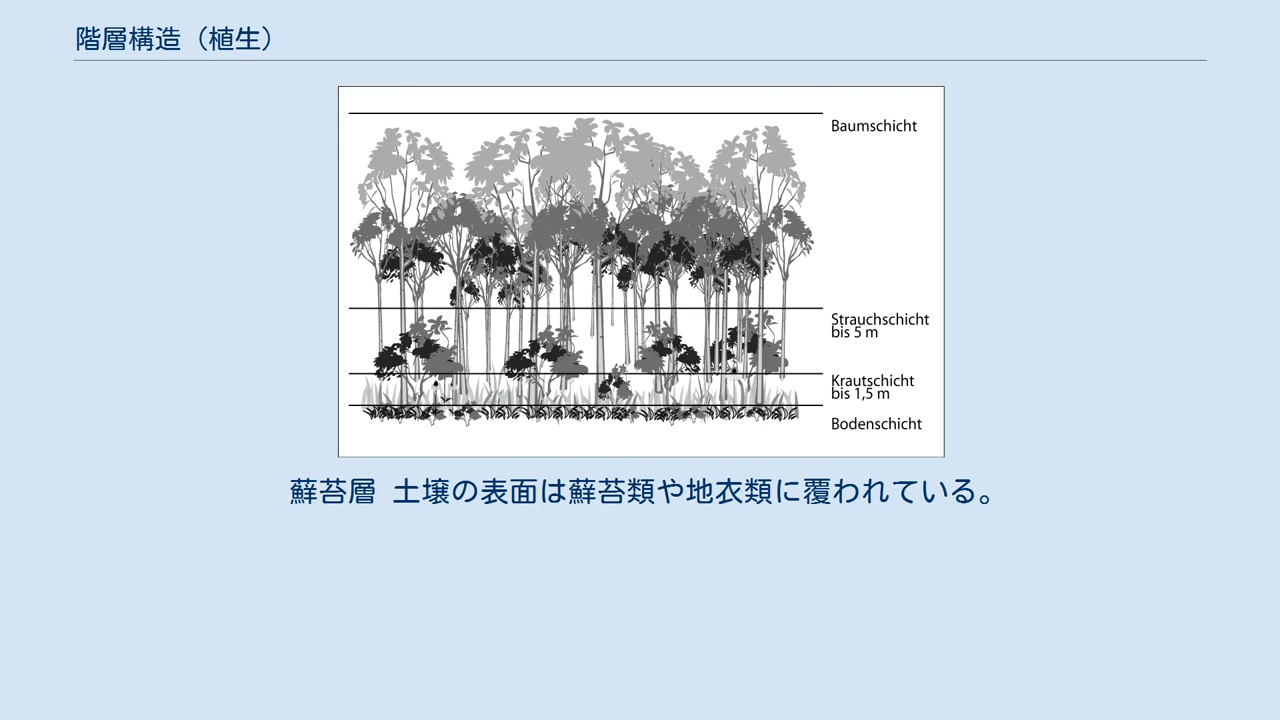 階層構造（植生）
Baumschicht
Strauchschicht
bis 5 m
Krautschicht
bis 1,5 m
Bodenschicht
蘚苔層 土壌の表面は蘚苔類や地衣類に覆われている。